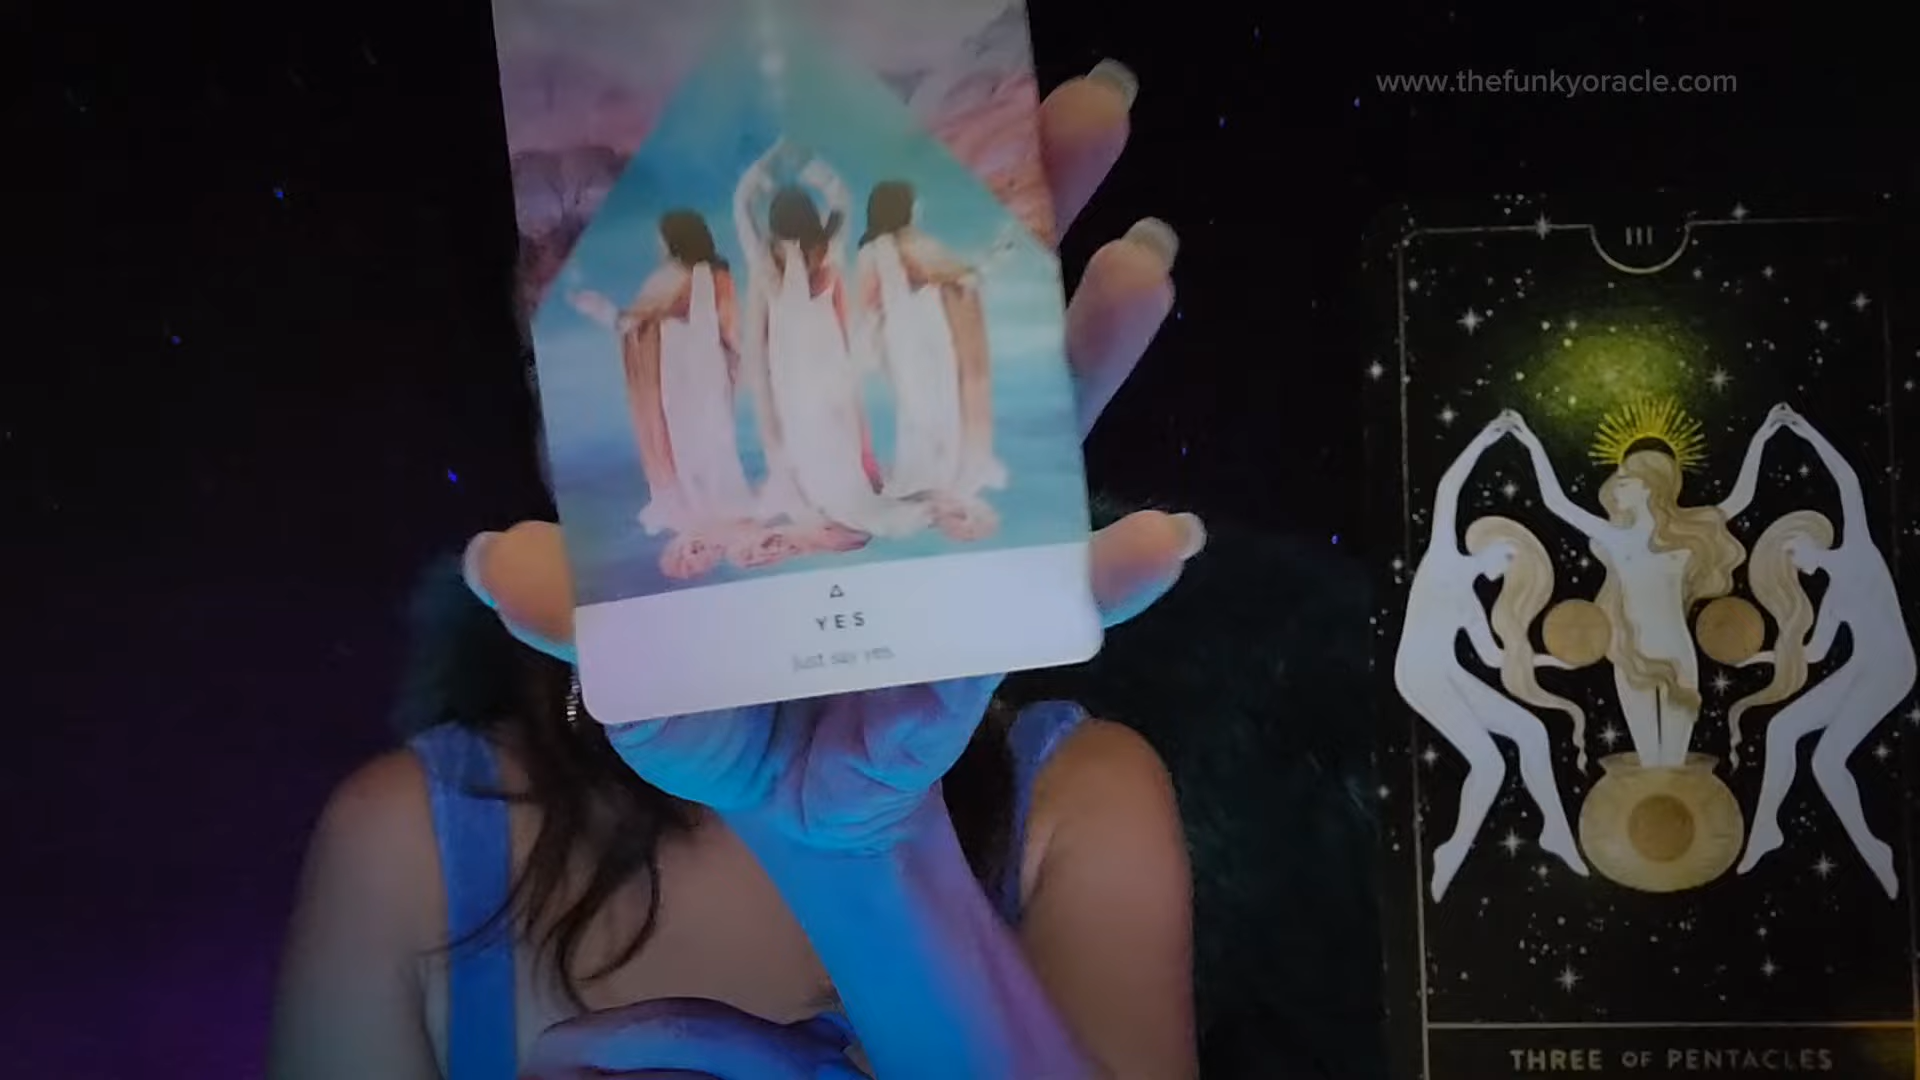 www.thefunkyoracle.com
III
YES
Just say yes.
THREE OF PENTACLES